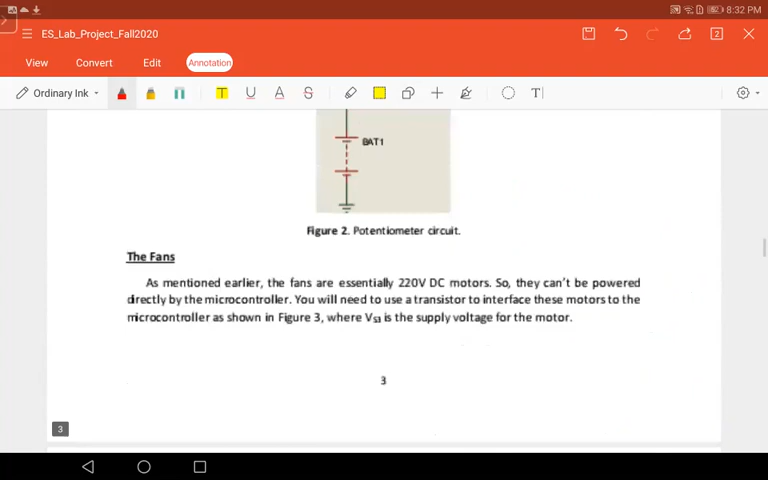 8:32 PM
ES_Lab_Project_Fall2020
2
View Convert Edit Annotation
Ordinary Ink T U A S T
BAT1
Figure 2. Potentiometer circuit.
The Fans
As mentioned earlier, the fans are essentially 220V DC motors. So, they can't be powered
directly by the microcontroller. You will need to use a transistor to interface these motors to the
microcontroller as shown in Figure 3, where VS3 is the supply voltage for the motor.
3
3